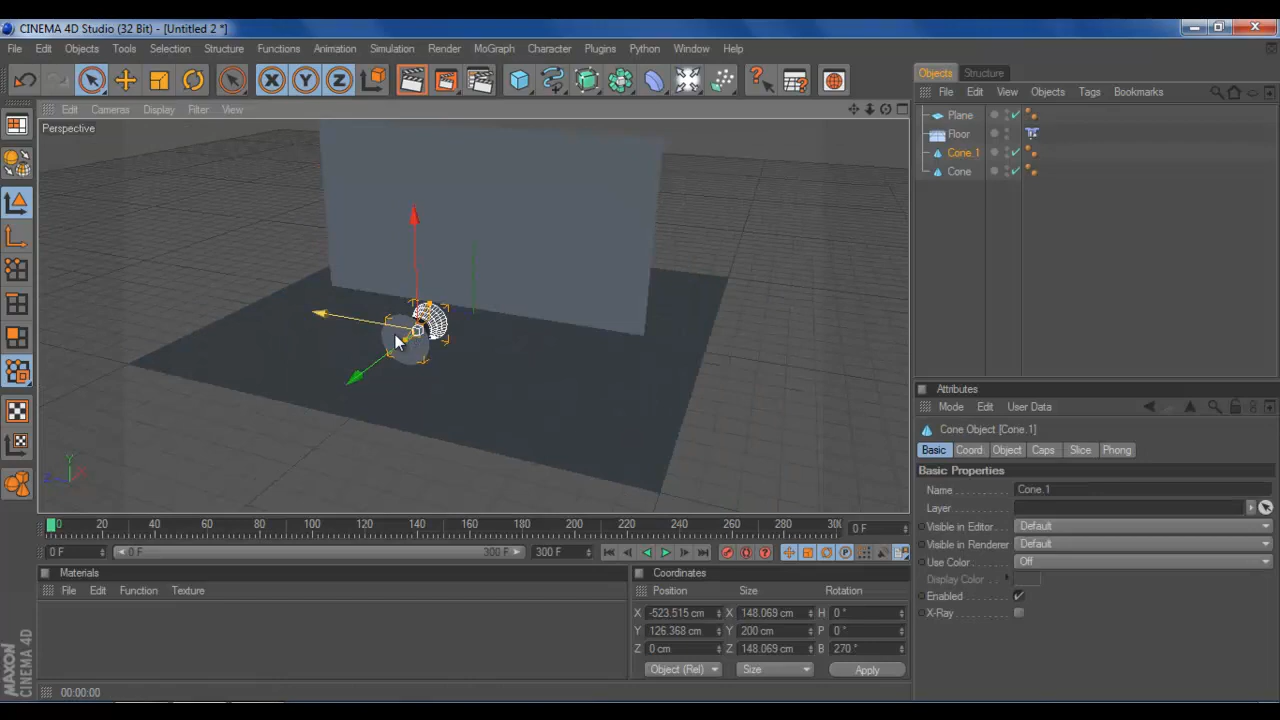 CINEMA 4D Studio (32 Bit) - [Untitled 2 *]
File Edit Objects Tools Selection Structure Functions Animation Simulation Render MoGraph Character Plugins Python Window Help
X Y Z
Objects Structure
File Edit View Objects Tags Bookmarks
Edit Cameras Display Filter View
Perspective
Plane
Floor
Cone.1
Cone
Attributes
Mode Edit User Data
Cone Object [Cone.1]
Basic Coord Object Caps Slice Phong
Basic Properties
Name Cone.1
Layer
Visible in Editor Default
Visible in Renderer Default
Use Color Off
Display Color
Enabled
X-Ray
Y X Z
0 20 40 60 80 100 120 140 160 180 200 220 240 260 280 30 0 F
0 F 0 F 300 F 300 F
P
Materials
File Edit Function Texture
Coordinates
Position Size Rotation
X -523.515 cm X 148.069 cm H 0 °
Y 126.368 cm Y 200 cm P 0 °
Z 0 cm Z 148.069 cm B 270 °
Object (Rel) Size Apply
MAXON CINEMA 4D
00:00:00